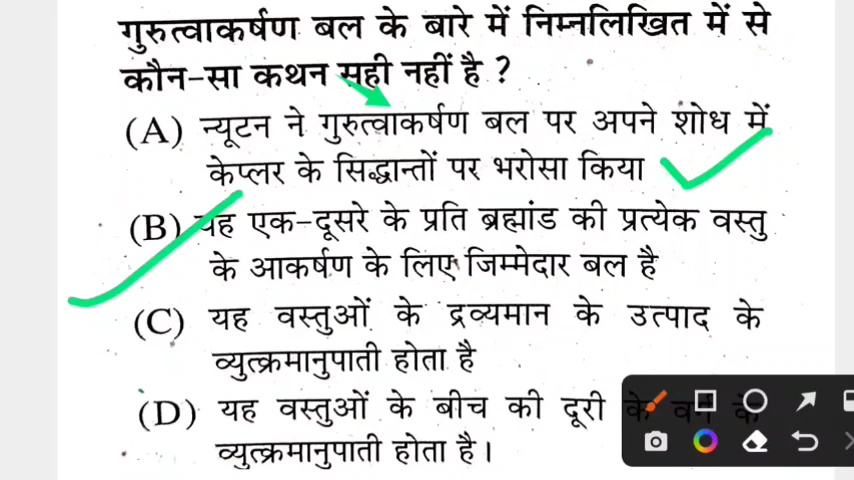 गुरुत्वाकर्षण बल के बारे में निम्नलिखित में से
कौन-सा कथन सही नहीं है ?
(A) न्यूटन ने गुरुत्वाकर्षण बल पर अपने शोध में
केप्लर के सिद्धान्तों पर भरोसा किया
(B) यह एक-दूसरे के प्रति ब्रह्मांड की प्रत्येक वस्तु
के आकर्षण के लिए जिम्मेदार बल है
(C) यह वस्तुओं के द्रव्यमान के उत्पाद के
व्युत्क्रमानुपाती होता है
(D) यह वस्तुओं के बीच की दूरी के वर्ग के
व्युत्क्रमानुपाती होता है।